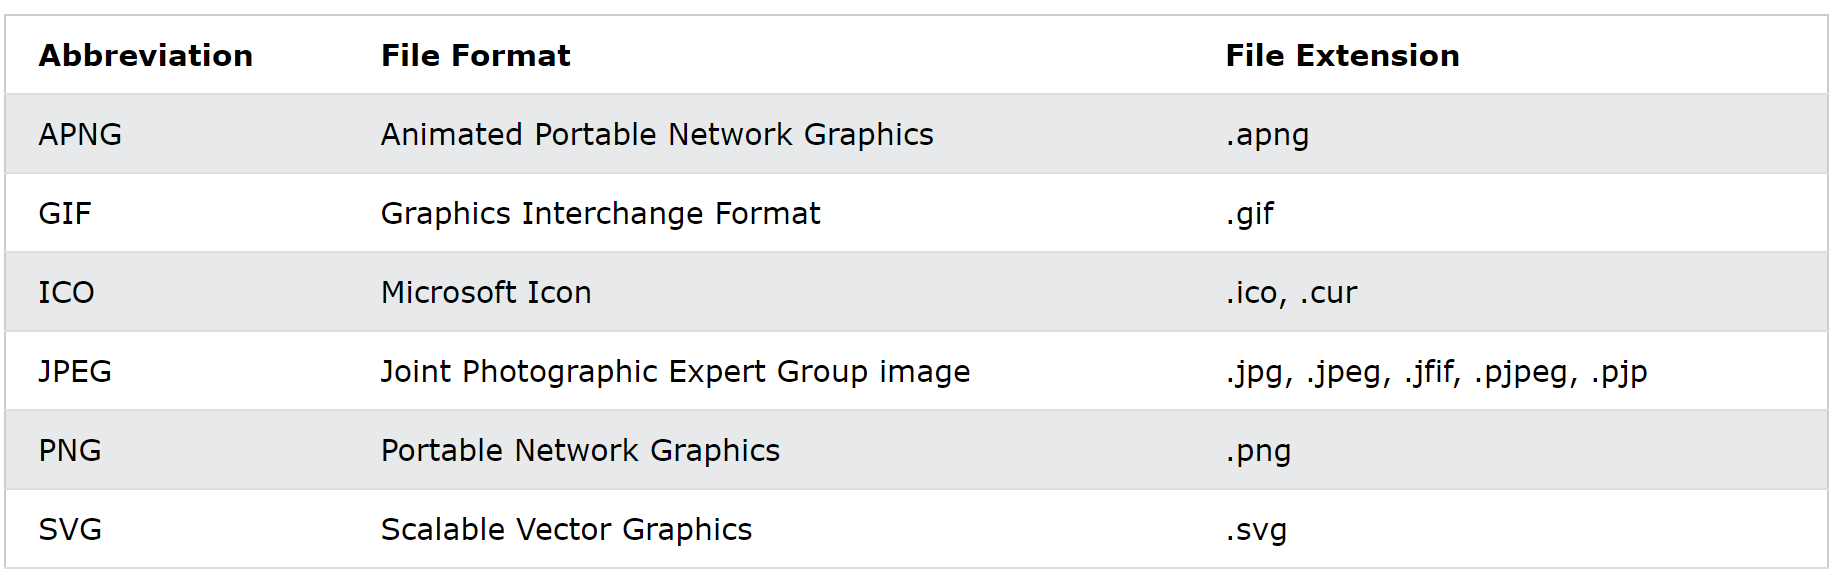 Abbreviation File Format File Extension
APNG Animated Portable Network Graphics .apng
GIF Graphics Interchange Format .gif
ICO Microsoft Icon .ico, .cur
JPEG Joint Photographic Expert Group image .jpg, .jpeg, .jfif, .pjpeg, .pjp
PNG Portable Network Graphics .png
SVG Scalable Vector Graphics .svg